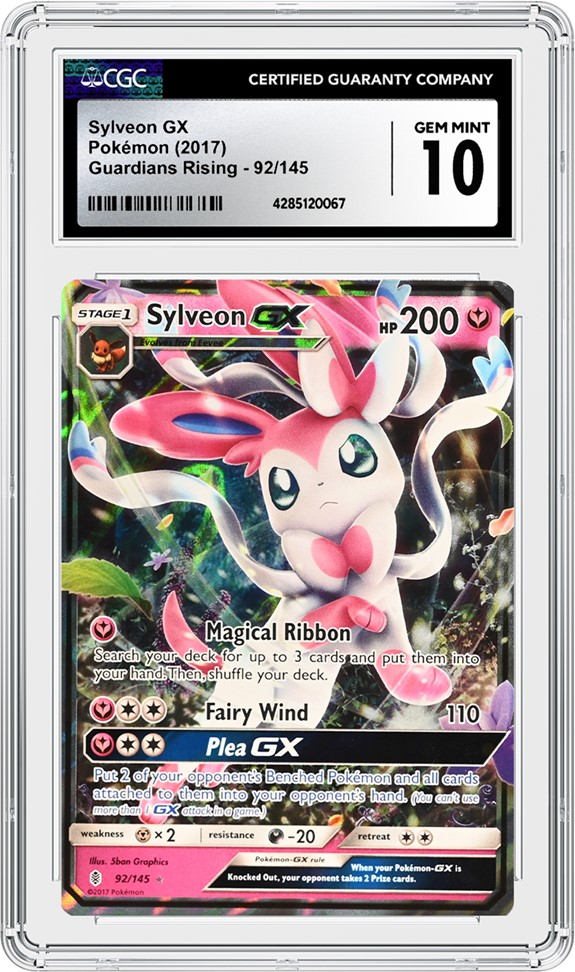 CGC
CERTIFIED GUARANTY COMPANY
Sylveon GX
Pokémon (2017)
Guardians Rising - 92/145
4285120067
GEM MINT
10
STAGE 1 Sylveon GX HP 200
Evolves from Eevee
Magical Ribbon
Search your deck for up to 3 cards and put them into
your hand. Then, shuffle your deck.
Fairy Wind 110
Plea GX
Put 2 of your opponent's Benched Pokémon and all cards
attached to them into your opponent's hand. (You can't use
more than 1 GX attack in a game.)
weakness ×2 resistance -20 retreat
Illus. 5ban Graphics
92/145
©2017 Pokémon
Pokémon-GX rule
When your Pokémon-GX is
Knocked Out, your opponent takes 2 Prize cards.